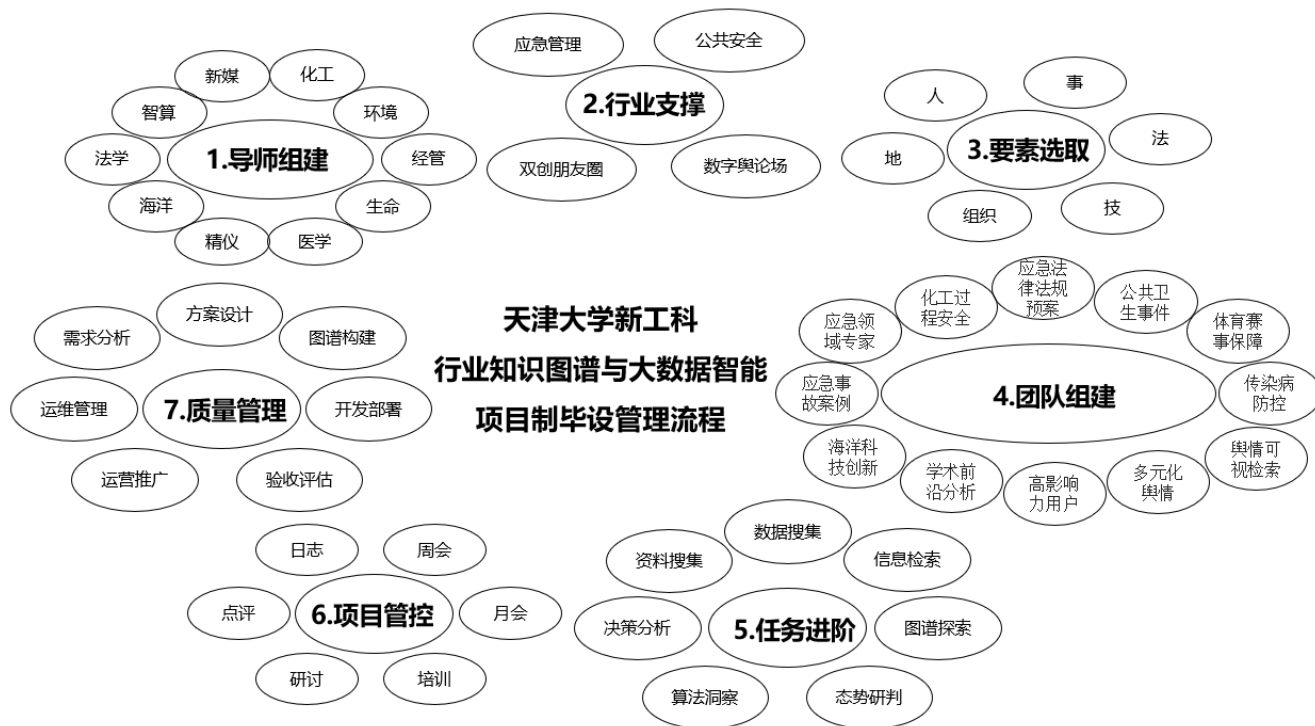 天津大学新工科
行业知识图谱与大数据智能
项目制毕设管理流程
1.导师组建
新媒
化工
智算
环境
法学
经管
海洋
生命
精仪
医学
2.行业支撑
应急管理
公共安全
双创朋友圈
数字舆论场
3.要素选取
人
事
地
法
组织
技
4.团队组建
应急法
律法规
预案
化工过
程安全
公共卫
生事件
应急领
域专家
体育赛
事保障
应急事
故案例
传染病
防控
海洋科
技创新
舆情可
视检索
学术前
沿分析
高影响
力用户
多元化
舆情
5.任务进阶
数据搜集
资料搜集
信息检索
决策分析
图谱探索
算法洞察
态势研判
6.项目管控
日志
周会
点评
月会
研讨
培训
7.质量管理
方案设计
需求分析
图谱构建
运维管理
开发部署
运营推广
验收评估